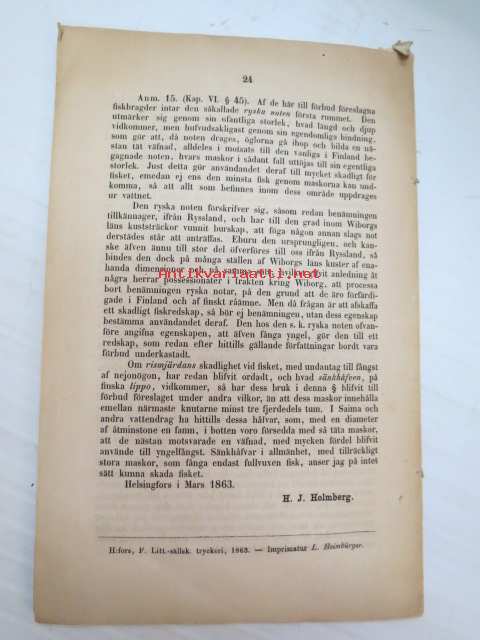 24
Anm. 15. (Kap. VI. § 45). Af de här till förbud föreslagna
fiskbragder intar den såkallade ryska noten första rummet. Den
utmärker sig genom sin ofantliga storlek, hvad längd och djup
vidkommer, men hufvudsakligast genom sin egendomliga bindning,
som gör att, då noten drages, öglorna gå ihop och bilda en nä-
stan tät väfnad, alldeles i motsats till den vanliga i Finland be-
gagnade noten, hvars maskor i sådant fall uttöjas till sin egentliga
storlek. Just detta gör användandet deraf till mycket skadligt för
fisket, emedan ej ens den minsta fisk genom maskorna kan und-
komma, så att allt som befinnes inom dess område uppdrages
ur vattnet.
Den ryska noten förskrifver sig, såsom redan benämningen
tillkännager, ifrån Ryssland, och har till den grad inom Wiborgs
läns kuststräckor vunnit burskap, att föga någon annan slags not
derstädes står att anträffas. Ehuru den ursprungligen, och kan-
ske äfven ännu till stor del öfverföres till oss ifrån Ryssland, så
bindes den dock på många ställen af Wiborgs läns kuster af ena-
handa dimensioner och på samma sätt, hvilket gifvit anledning åt
några herrar possessionater i trakten kring Wiborg, att processa
bort benämningen ryska notar, på den grund att de äro förfärdi-
gade i Finland och af finskt råämne. Men då frågan är att afskaffa
ett skadligt fiskredskap, så bör ej benämningen, utan dess egenskap
bestämma användandet deraf. Den hos den s. k. ryska noten ofvan-
före angifna egenskapen, att äfven fånga yngel, gör den till ett
redskap, som redan efter hittills gällande författningar bordt vara
förbud underkastadt.
Om rismjärdans skadlighet vid fisket, med undantag till fångst
af nejonögon, har redan blifvit ordadt, och hvad sänkhåfven, på
finska lippo, vidkommer, så har dess bruk i denna § blifvit till
förbud föreslaget under andra vilkor, än att dess maskor innehålla
emellan närmaste knutarne minst tre fjerdedels tum. I Saima och
andra vattendrag ha hittills dessa håfvar, som, med en diameter
af åtminstone en famn, i botten voro försedda med så täta maskor,
att de nästan motsvarade en väfnad, med mycken fördel blifvit
använde till yngelfångst. Sänkhåfvar i allmänhet, med tillräckligt
stora maskor, som fånga endast fullvuxen fisk, anser jag på intet
sätt kunna skada fisket.
Helsingfors i Mars 1863.
H. J. Holmberg.
H:fors, F. Litt.-sällsk. tryckeri, 1863. — Imprimatur L. Heimbürger.
Antikvariaatti.net